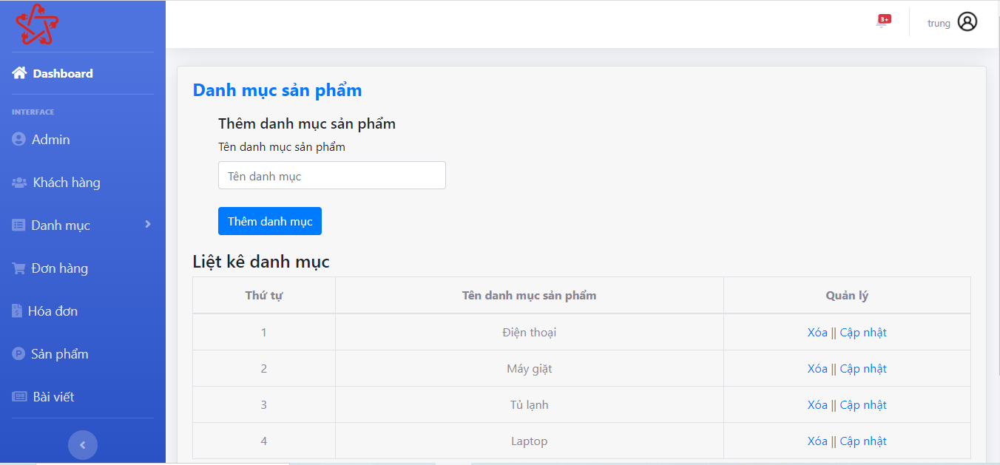 3+
trung
Dashboard
INTERFACE
Admin
Khách hàng
Danh mục
Đơn hàng
Hóa đơn
Sản phẩm
Bài viết
Danh mục sản phẩm
Thêm danh mục sản phẩm
Tên danh mục sản phẩm
Tên danh mục
Thêm danh mục
Liệt kê danh mục
Thứ tự Tên danh mục sản phẩm Quản lý
1 Điện thoại Xóa || Cập nhật
2 Máy giặt Xóa || Cập nhật
3 Tủ lạnh Xóa || Cập nhật
4 Laptop Xóa || Cập nhật